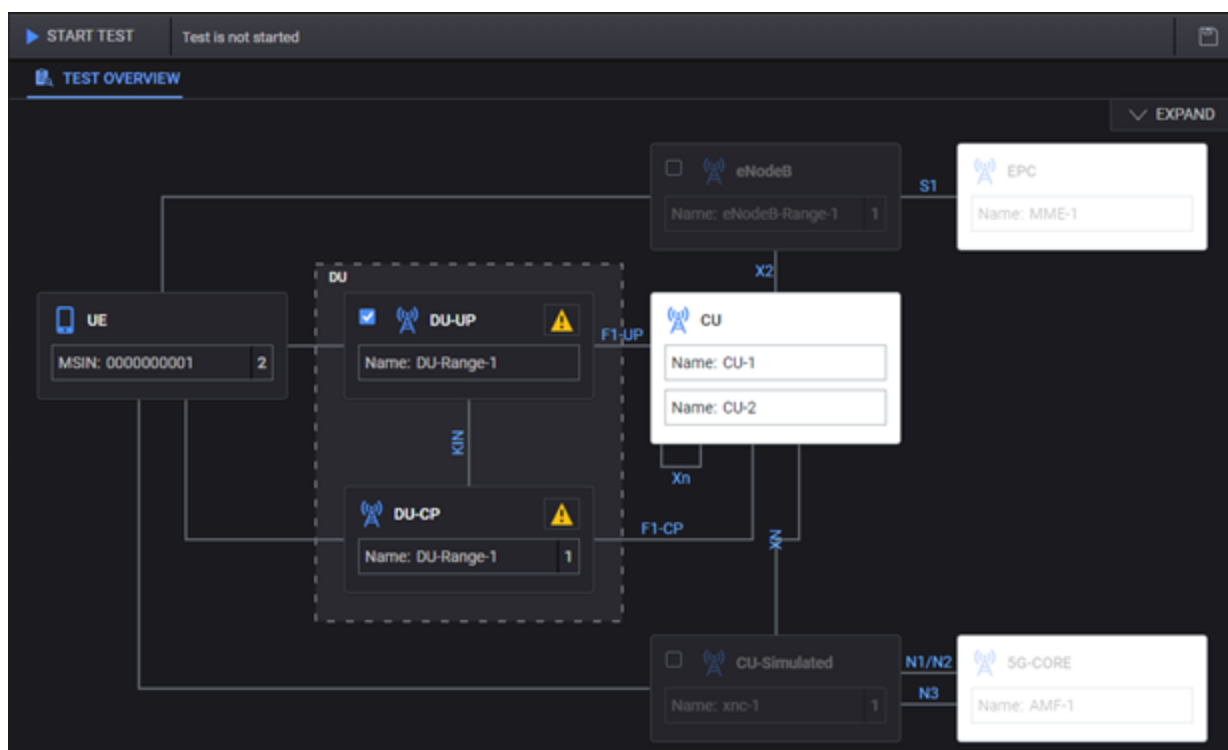 START TEST
Test is not started
TEST OVERVIEW
EXPAND
eNodeB
Name: eNodeB-Range-1 1
S1
EPC
Name: MME-1
X2
DU
UE
MSIN: 0000000001 2
DU-UP
Name: DU-Range-1
F1-UP
CU
Name: CU-1
Name: CU-2
KIN
Xn
DU-CP
Name: DU-Range-1 1
F1-CP
NX
CU-Simulated
Name: xnc-1 1
N1/N2
N3
5G-CORE
Name: AMF-1